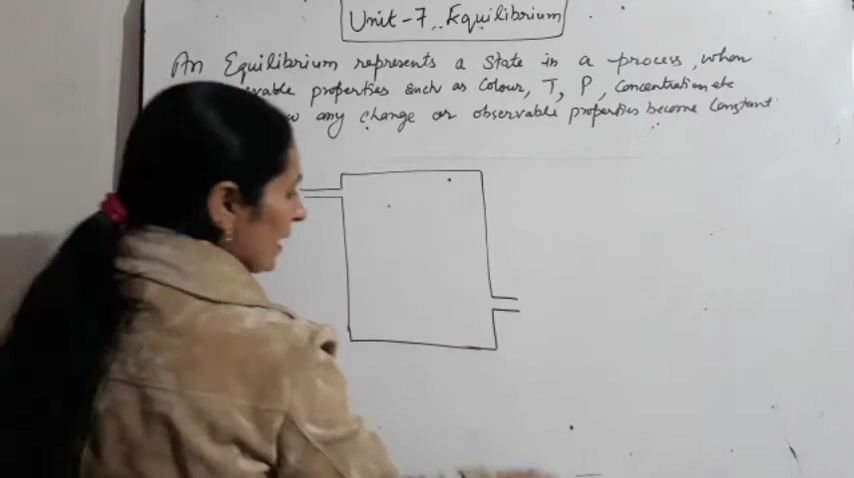 Unit-7, Equilibrium
An Equilibrium represents a State in a process, when
properties such as Colour, T, P, Concentration etc
any change or observable properties become Constant.